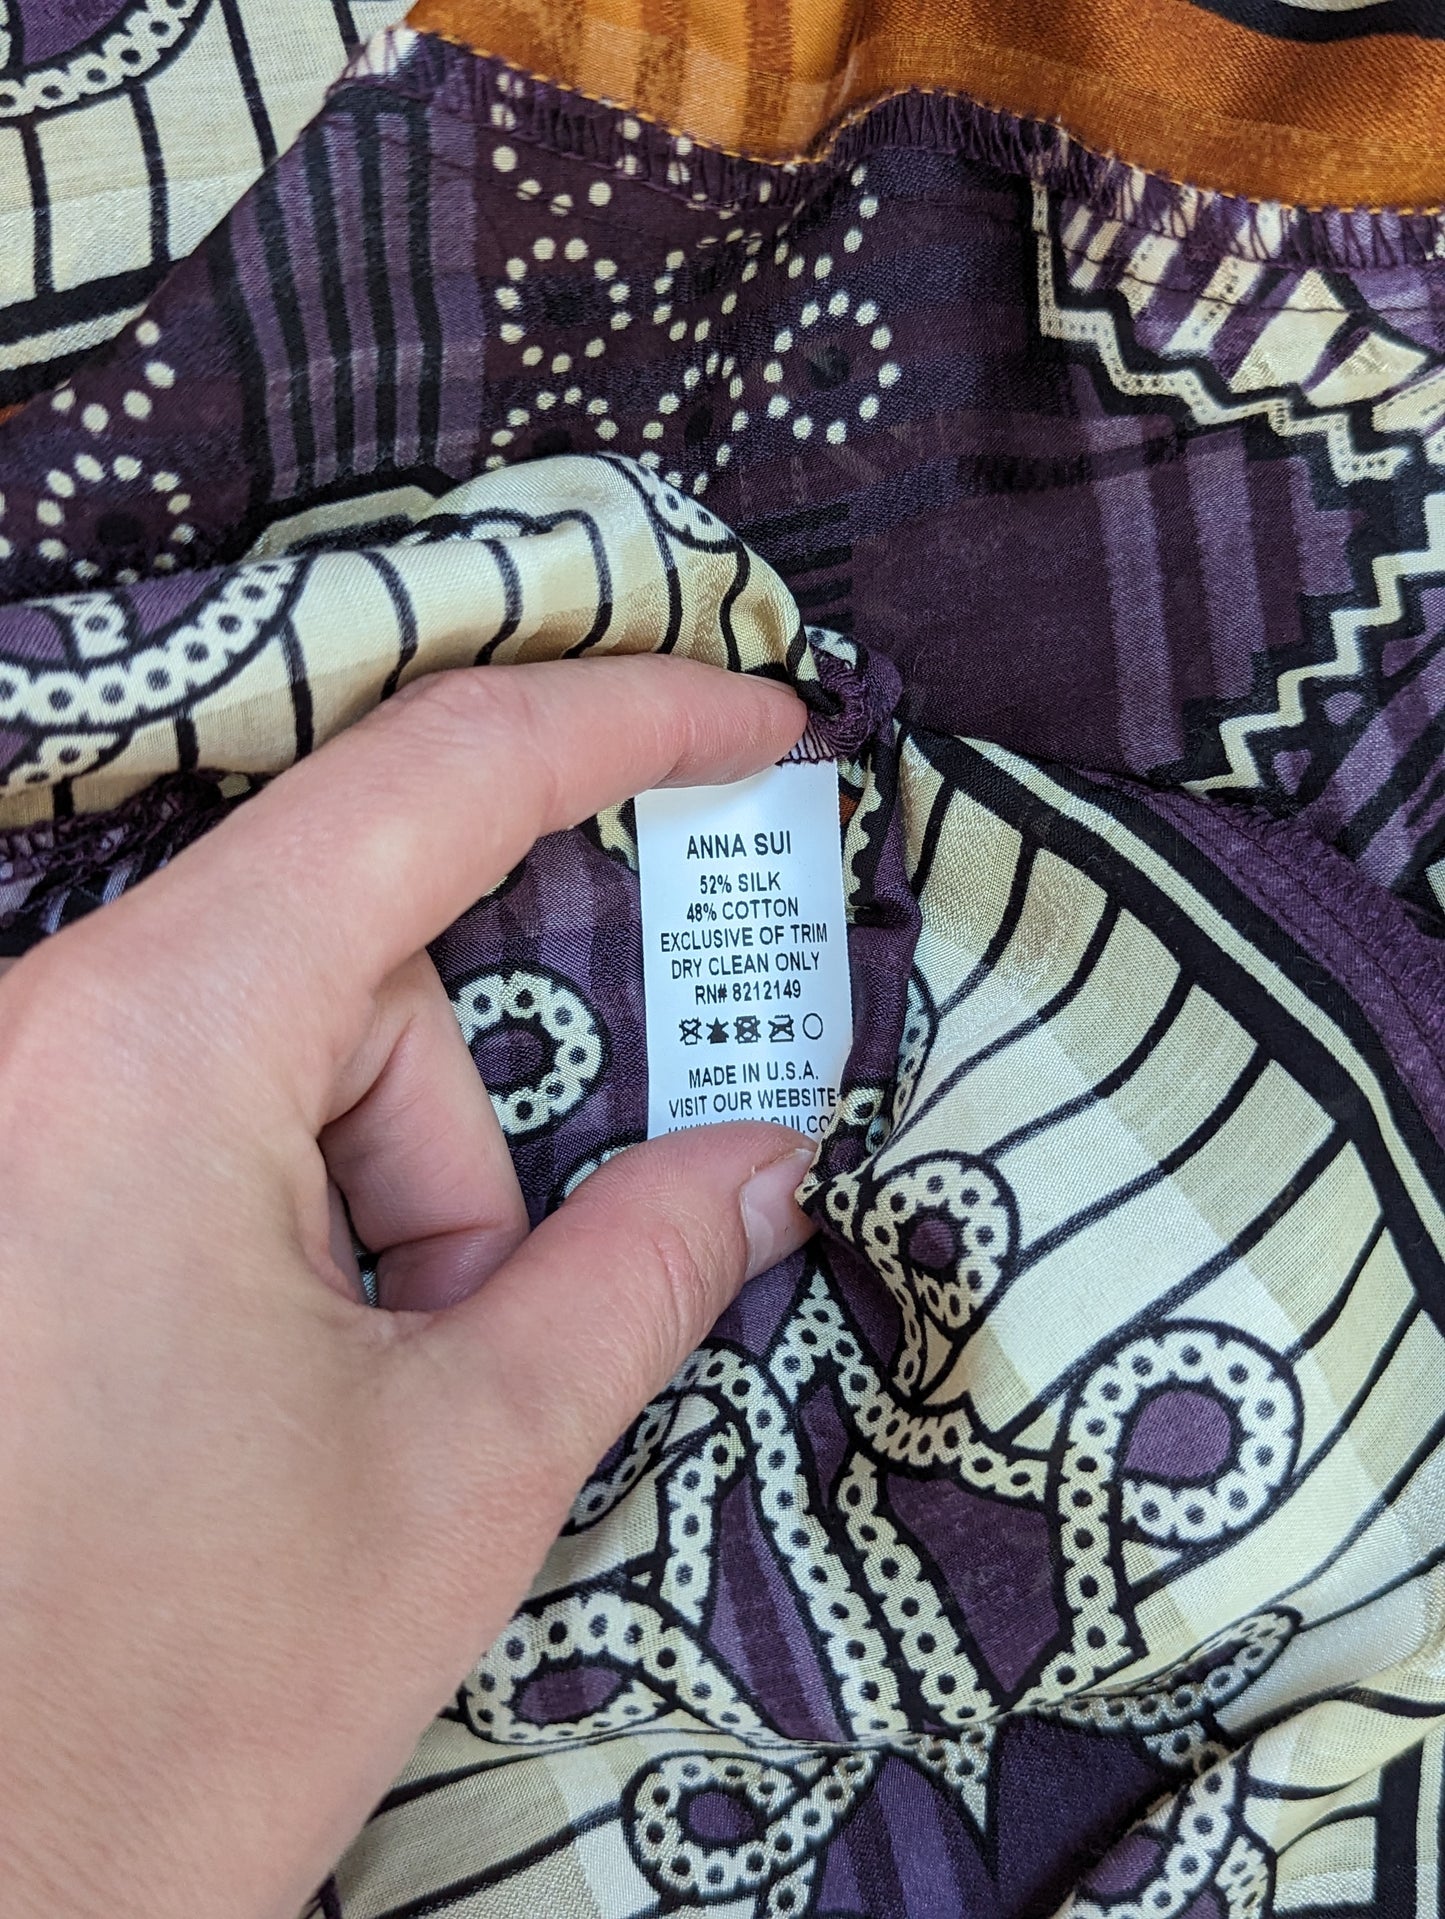 ANNA SUI
52% SILK
48% COTTON
EXCLUSIVE OF TRIM
DRY CLEAN ONLY
RN# 8212149
MADE IN U.S.A.
VISIT OUR WEBSITE